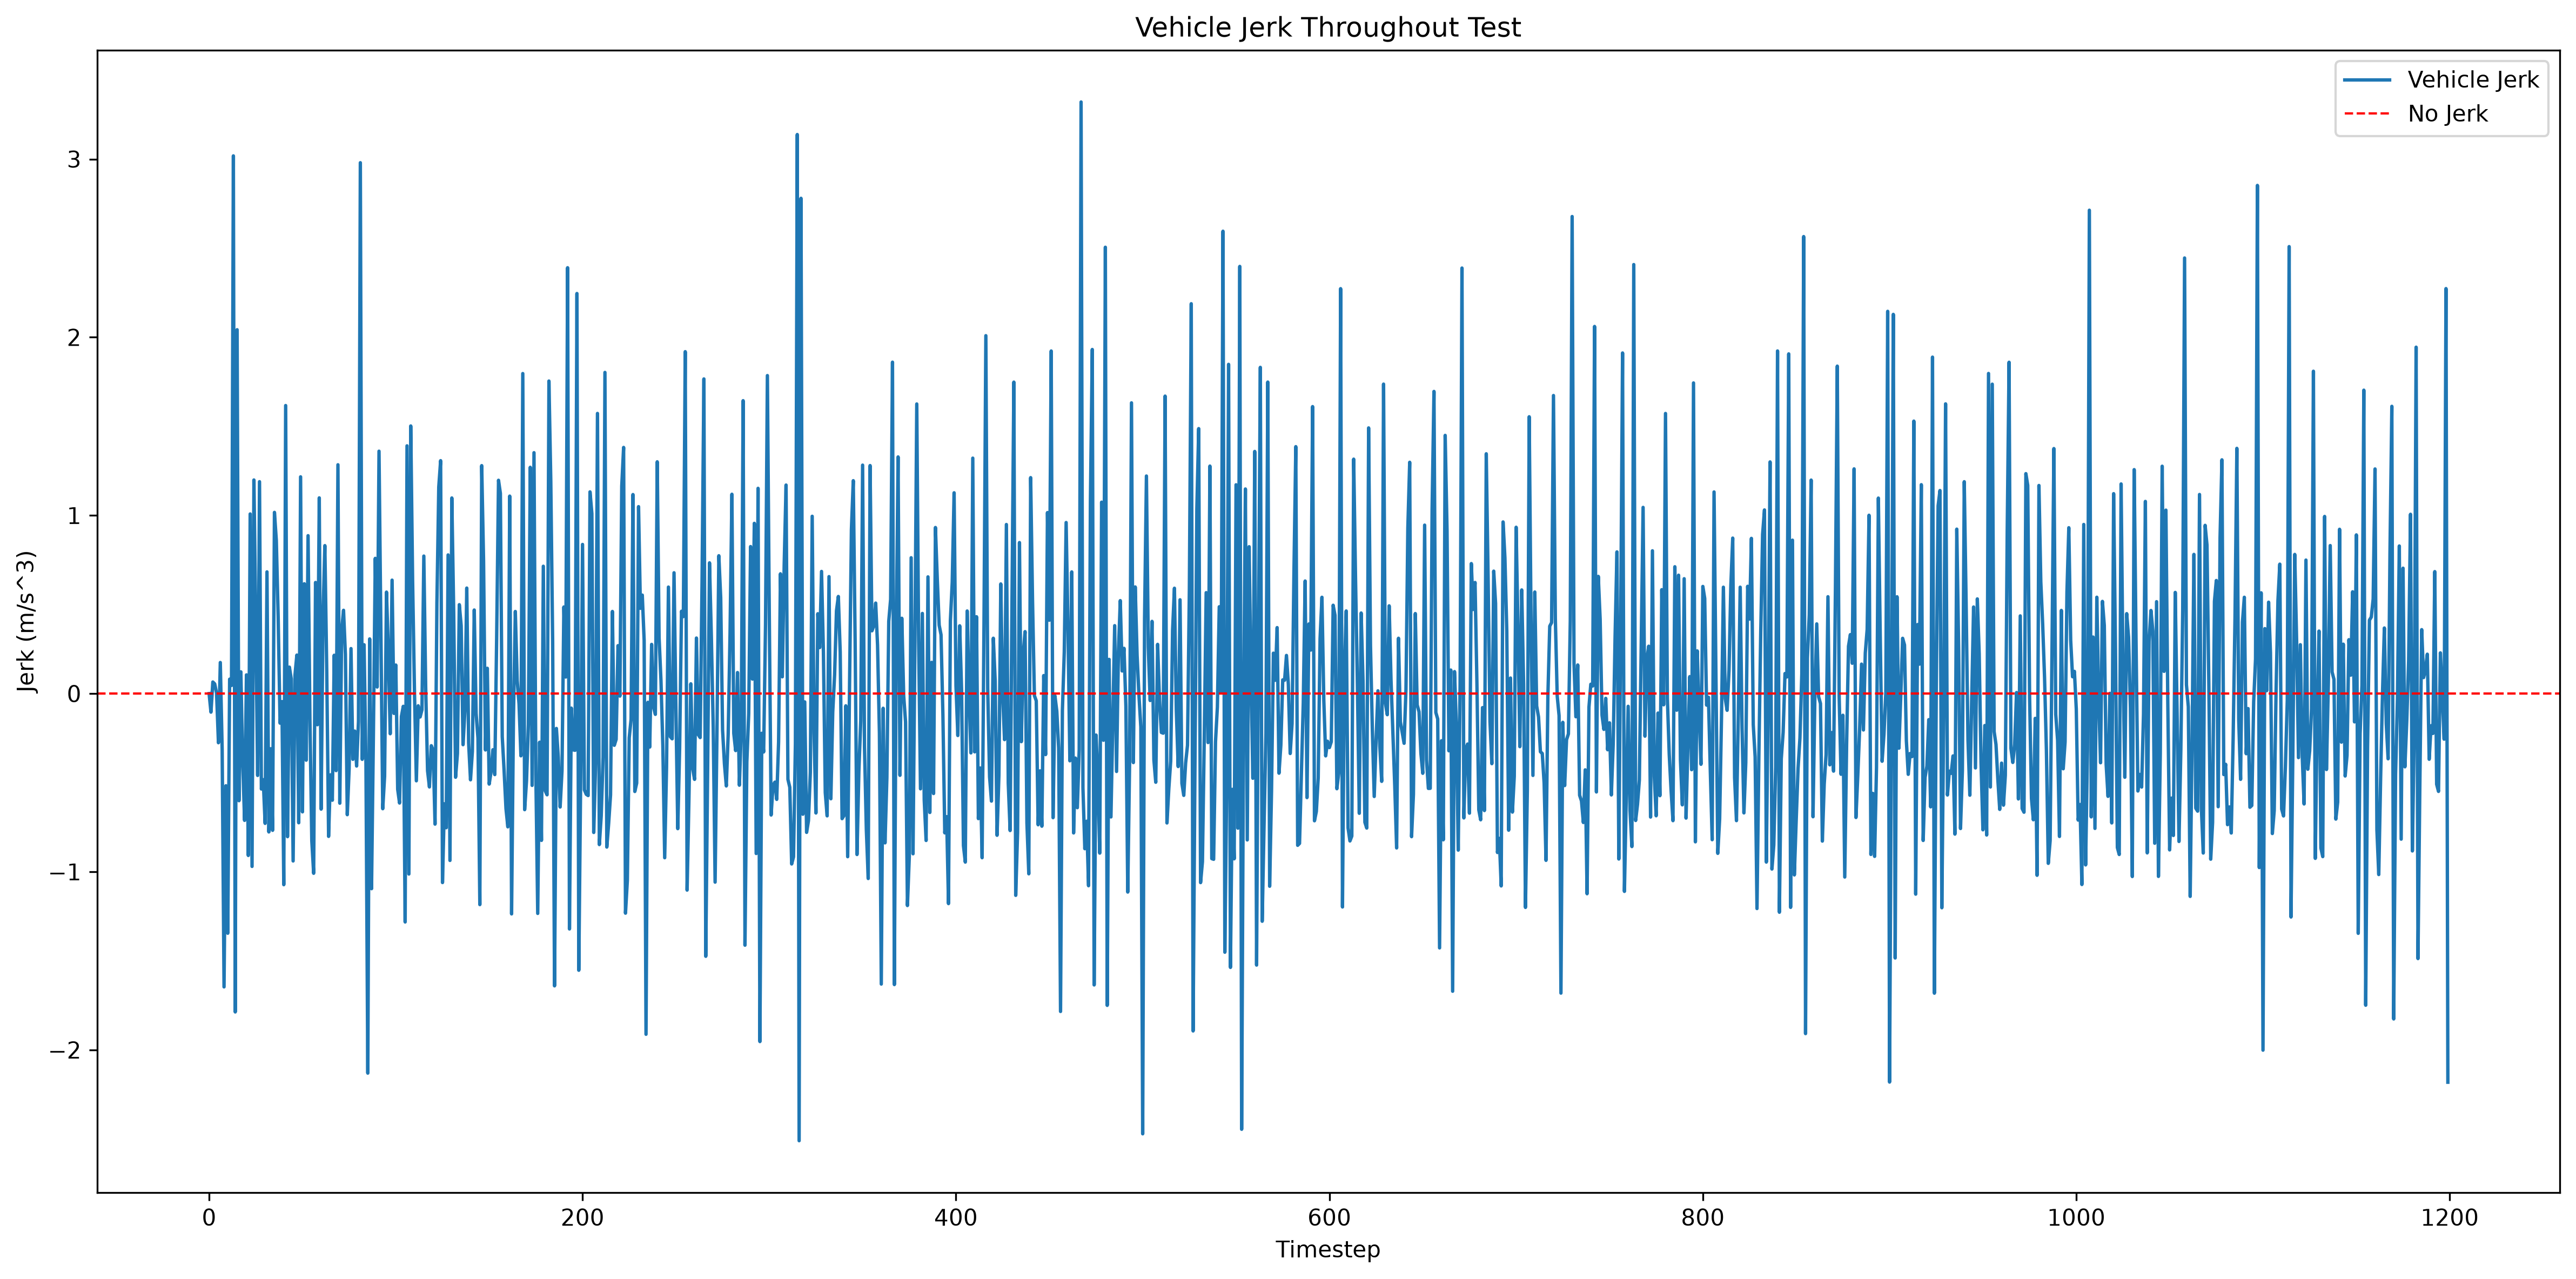 Vehicle Jerk Throughout Test
Vehicle Jerk
No Jerk
Jerk (m/s^3)
3
2
1
0
−1
−2
0 200 400 600 800 1000 1200
Timestep